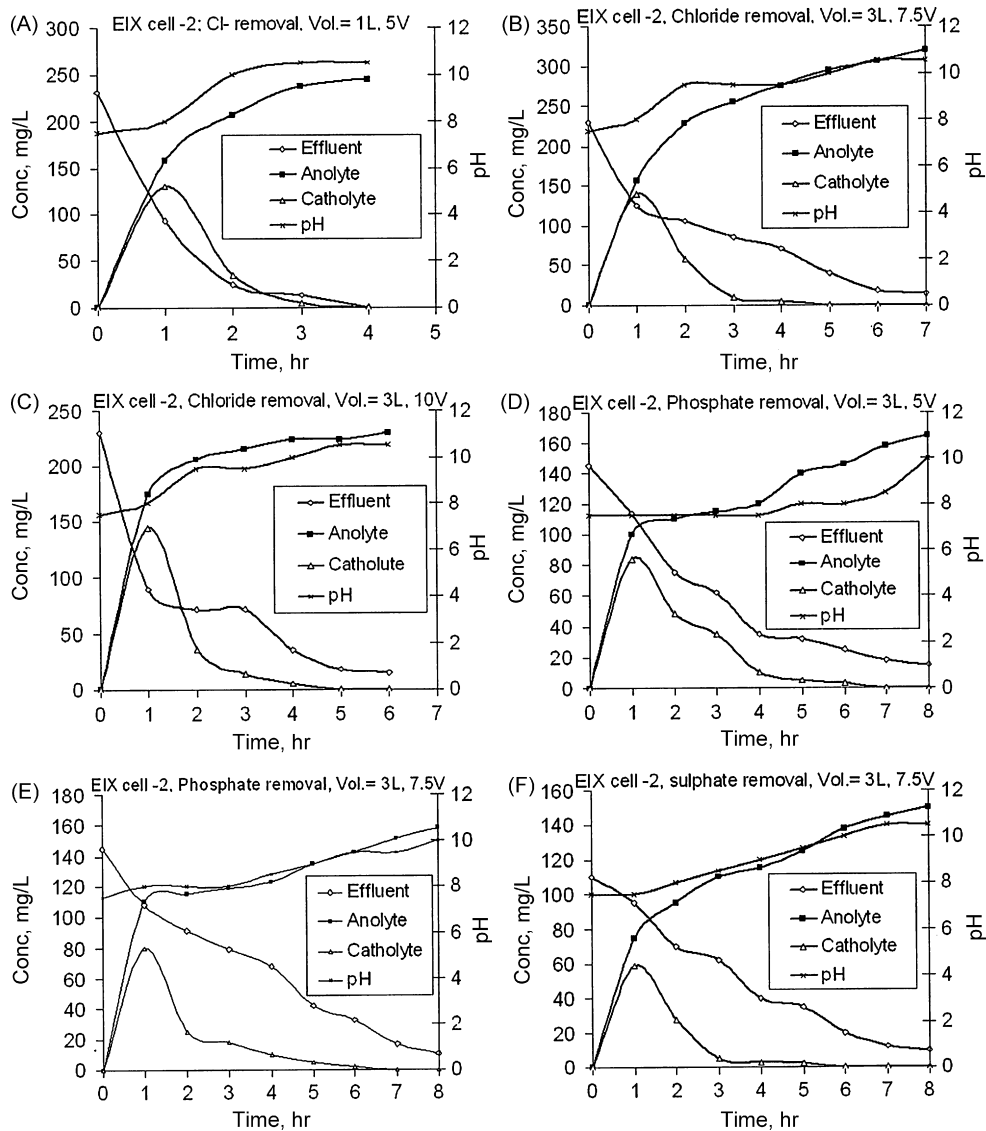 (A) EIX cell -2; Cl- removal, Vol.= 1L, 5V
300
250
200
150
100
50
0
Conc, mg/L
12
10
8
6
4
2
0
pH
Effluent
Anolyte
Catholyte
pH
0 1 2 3 4 5
Time, hr
(B) EIX cell -2, Chloride removal, Vol.= 3L, 7.5V
350
300
250
200
150
100
50
0
Conc, mg/L
12
10
8
6
4
2
0
pH
Effluent
Anolyte
Catholyte
pH
0 1 2 3 4 5 6 7
Time, hr
(C) EIX cell -2, Chloride removal, Vol.= 3L, 10V
250
200
150
100
50
0
Conc, mg/L
12
10
8
6
4
2
0
pH
Effluent
Anolyte
Catholute
pH
0 1 2 3 4 5 6 7
Time, hr
(D) EIX cell -2, Phosphate removal, Vol.= 3L, 5V
180
160
140
120
100
80
60
40
20
0
Conc, mg/L
12
10
8
6
4
2
0
pH
Effluent
Anolyte
Catholyte
pH
0 1 2 3 4 5 6 7 8
Time, hr
(E) EIX cell -2, Phosphate removal, Vol.= 3L, 7.5V
180
160
140
120
100
80
60
40
20
0
Conc, mg/L
12
10
8
6
4
2
0
pH
Effluent
Anolyte
Catholyte
pH
0 1 2 3 4 5 6 7 8
Time, hr
(F) EIX cell -2, sulphate removal, Vol.= 3L, 7.5V
160
140
120
100
80
60
40
20
0
Conc, mg/L
12
10
8
6
4
2
0
pH
Effluent
Anolyte
Catholyte
pH
0 1 2 3 4 5 6 7 8
Time, hr